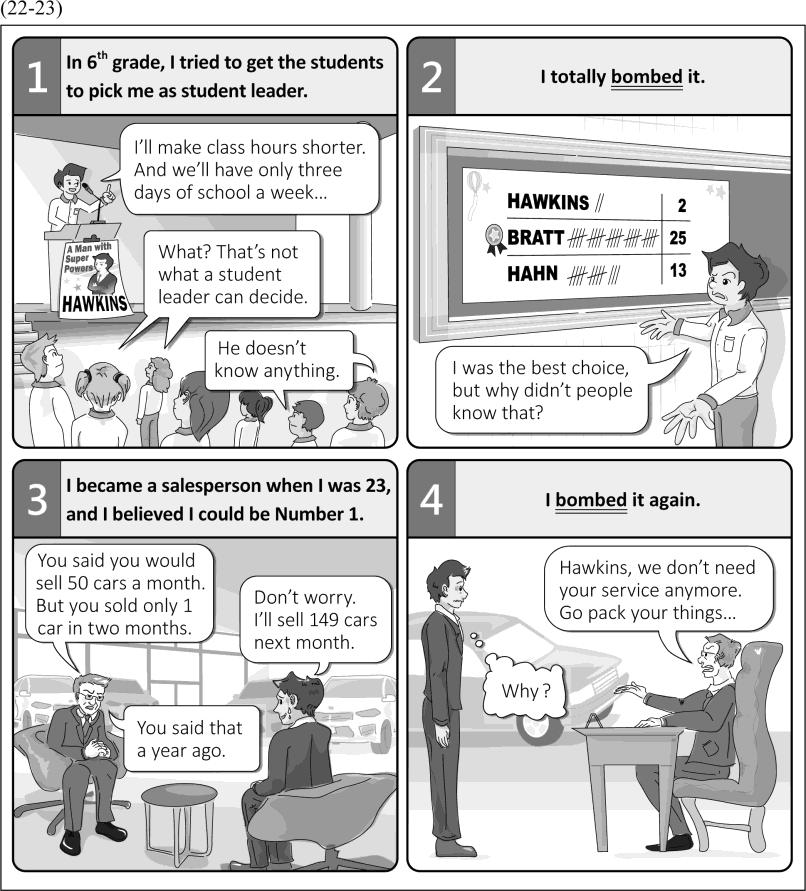 (22-23)
1
In 6th grade, I tried to get the students
to pick me as student leader.
I'll make class hours shorter.
And we'll have only three
days of school a week...
A Man with
Super
Powers
HAWKINS
What? That's not
what a student
leader can decide.
He doesn't
know anything.
2
I totally bombed it.
HAWKINS 2
BRATT 25
HAHN 13
I was the best choice,
but why didn't people
know that?
3
I became a salesperson when I was 23,
and I believed I could be Number 1.
You said you would
sell 50 cars a month.
But you sold only 1
car in two months.
Don't worry.
I'll sell 149 cars
next month.
You said that
a year ago.
4
I bombed it again.
Hawkins, we don't need
your service anymore.
Go pack your things...
Why?